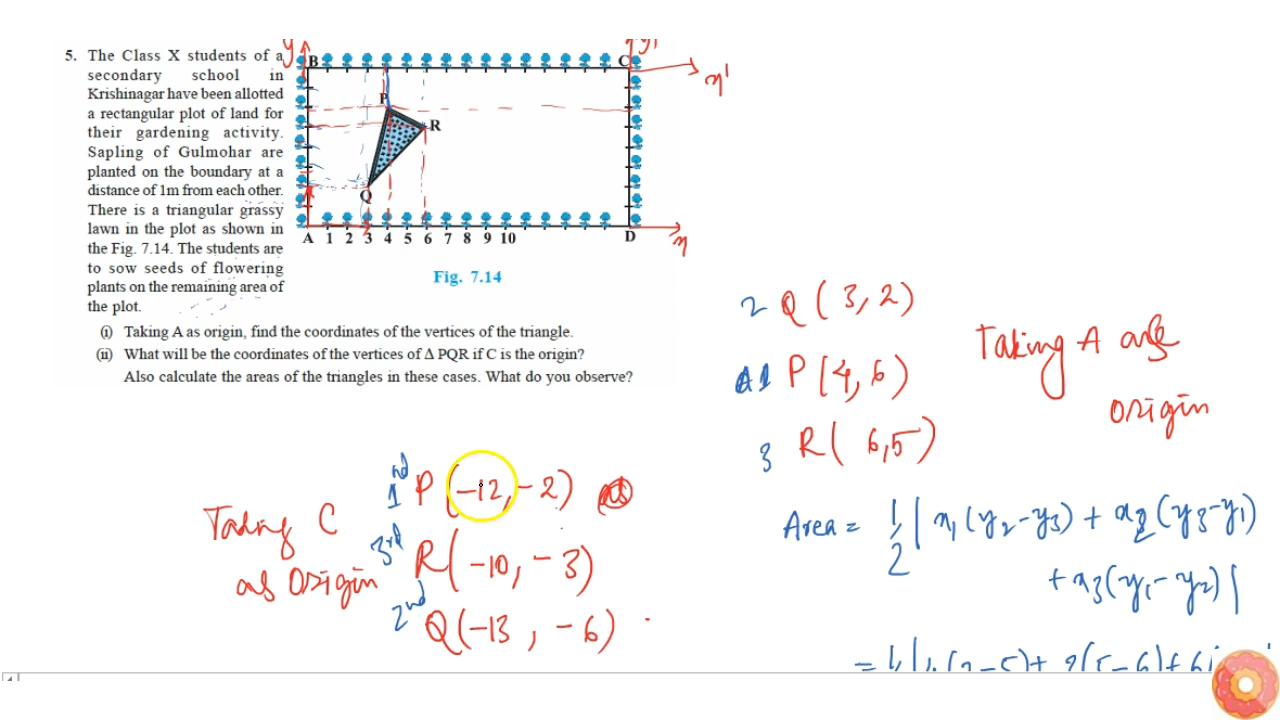 5. The Class X students of a
secondary school in
Krishinagar have been allotted
a rectangular plot of land for
their gardening activity.
Sapling of Gulmohar are
planted on the boundary at a
distance of 1m from each other.
There is a triangular grassy
lawn in the plot as shown in
the Fig. 7.14. The students are
to sow seeds of flowering
plants on the remaining area of
the plot.
y
y'
B
C
x'
P
R
Q
A 1 2 3 4 5 6 7 8 9 10 D
x
Fig. 7.14
(i) Taking A as origin, find the coordinates of the vertices of the triangle.
(ii) What will be the coordinates of the vertices of Δ PQR if C is the origin?
Also calculate the areas of the triangles in these cases. What do you observe?
2 Q (3, 2)
1 P (4, 6)
3 R ( 6,5)
Taking A as
origin
Taking C
as origin
1 P (-12, -2)
3rd R(-10, -3)
2nd Q(-13, -6)
Area = 1/2 | x1(y2-y3) + x2(y3-y1)
+ x3(y1-y2) |